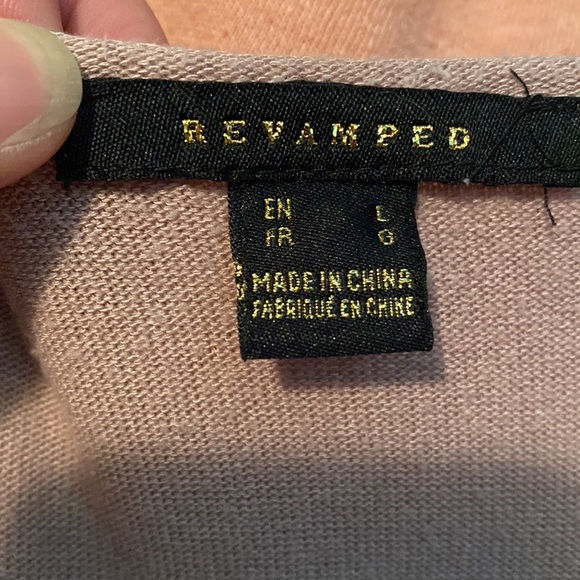 REVAMPED
EN L
FR G
MADE IN CHINA
FABRIQUÉ EN CHINE